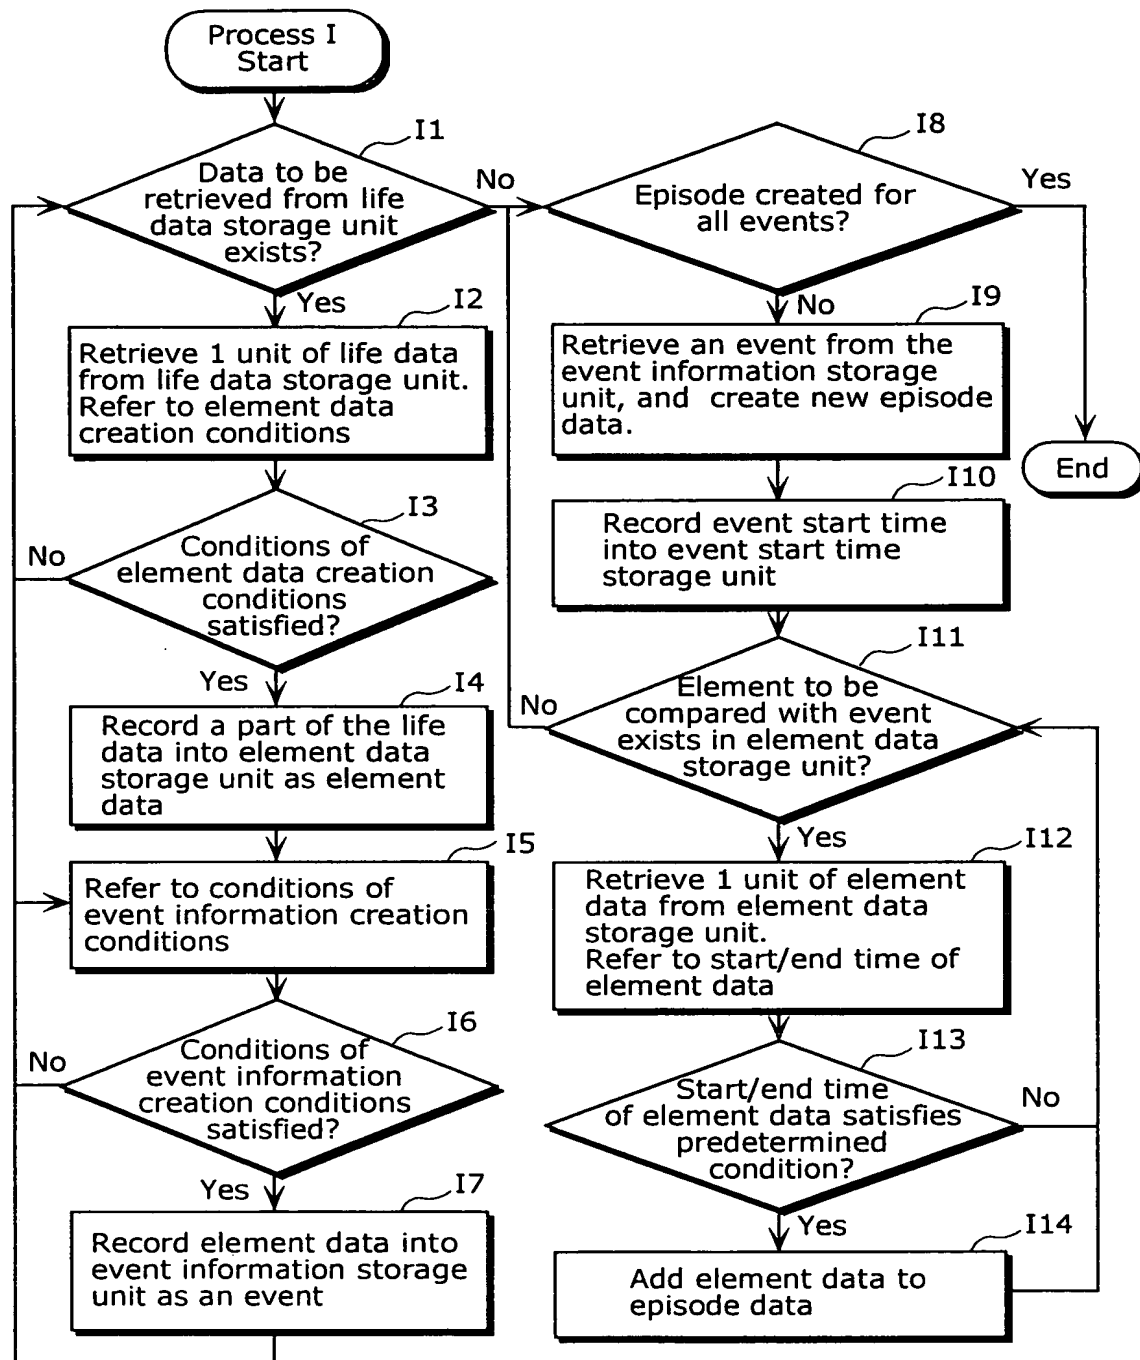 Process I
Start
I1
Data to be
retrieved from life
data storage unit
exists?
No
Yes
I2
Retrieve 1 unit of life data
from life data storage unit.
Refer to element data
creation conditions
I3
No
Conditions of
element data creation
conditions
satisfied?
Yes
I4
Record a part of the life
data into element data
storage unit as element
data
I5
Refer to conditions of
event information creation
conditions
I6
No
Conditions of
event information
creation conditions
satisfied?
Yes
I7
Record element data into
event information storage
unit as an event
I8
Episode created for
all events?
Yes
No
I9
Retrieve an event from the
event information storage
unit, and create new episode
data.
End
I10
Record event start time
into event start time
storage unit
I11
No
Element to be
compared with event
exists in element data
storage unit?
Yes
I12
Retrieve 1 unit of element
data from element data
storage unit.
Refer to start/end time of
element data
I13
Start/end time
of element data satisfies
predetermined
condition?
No
Yes
I14
Add element data to
episode data